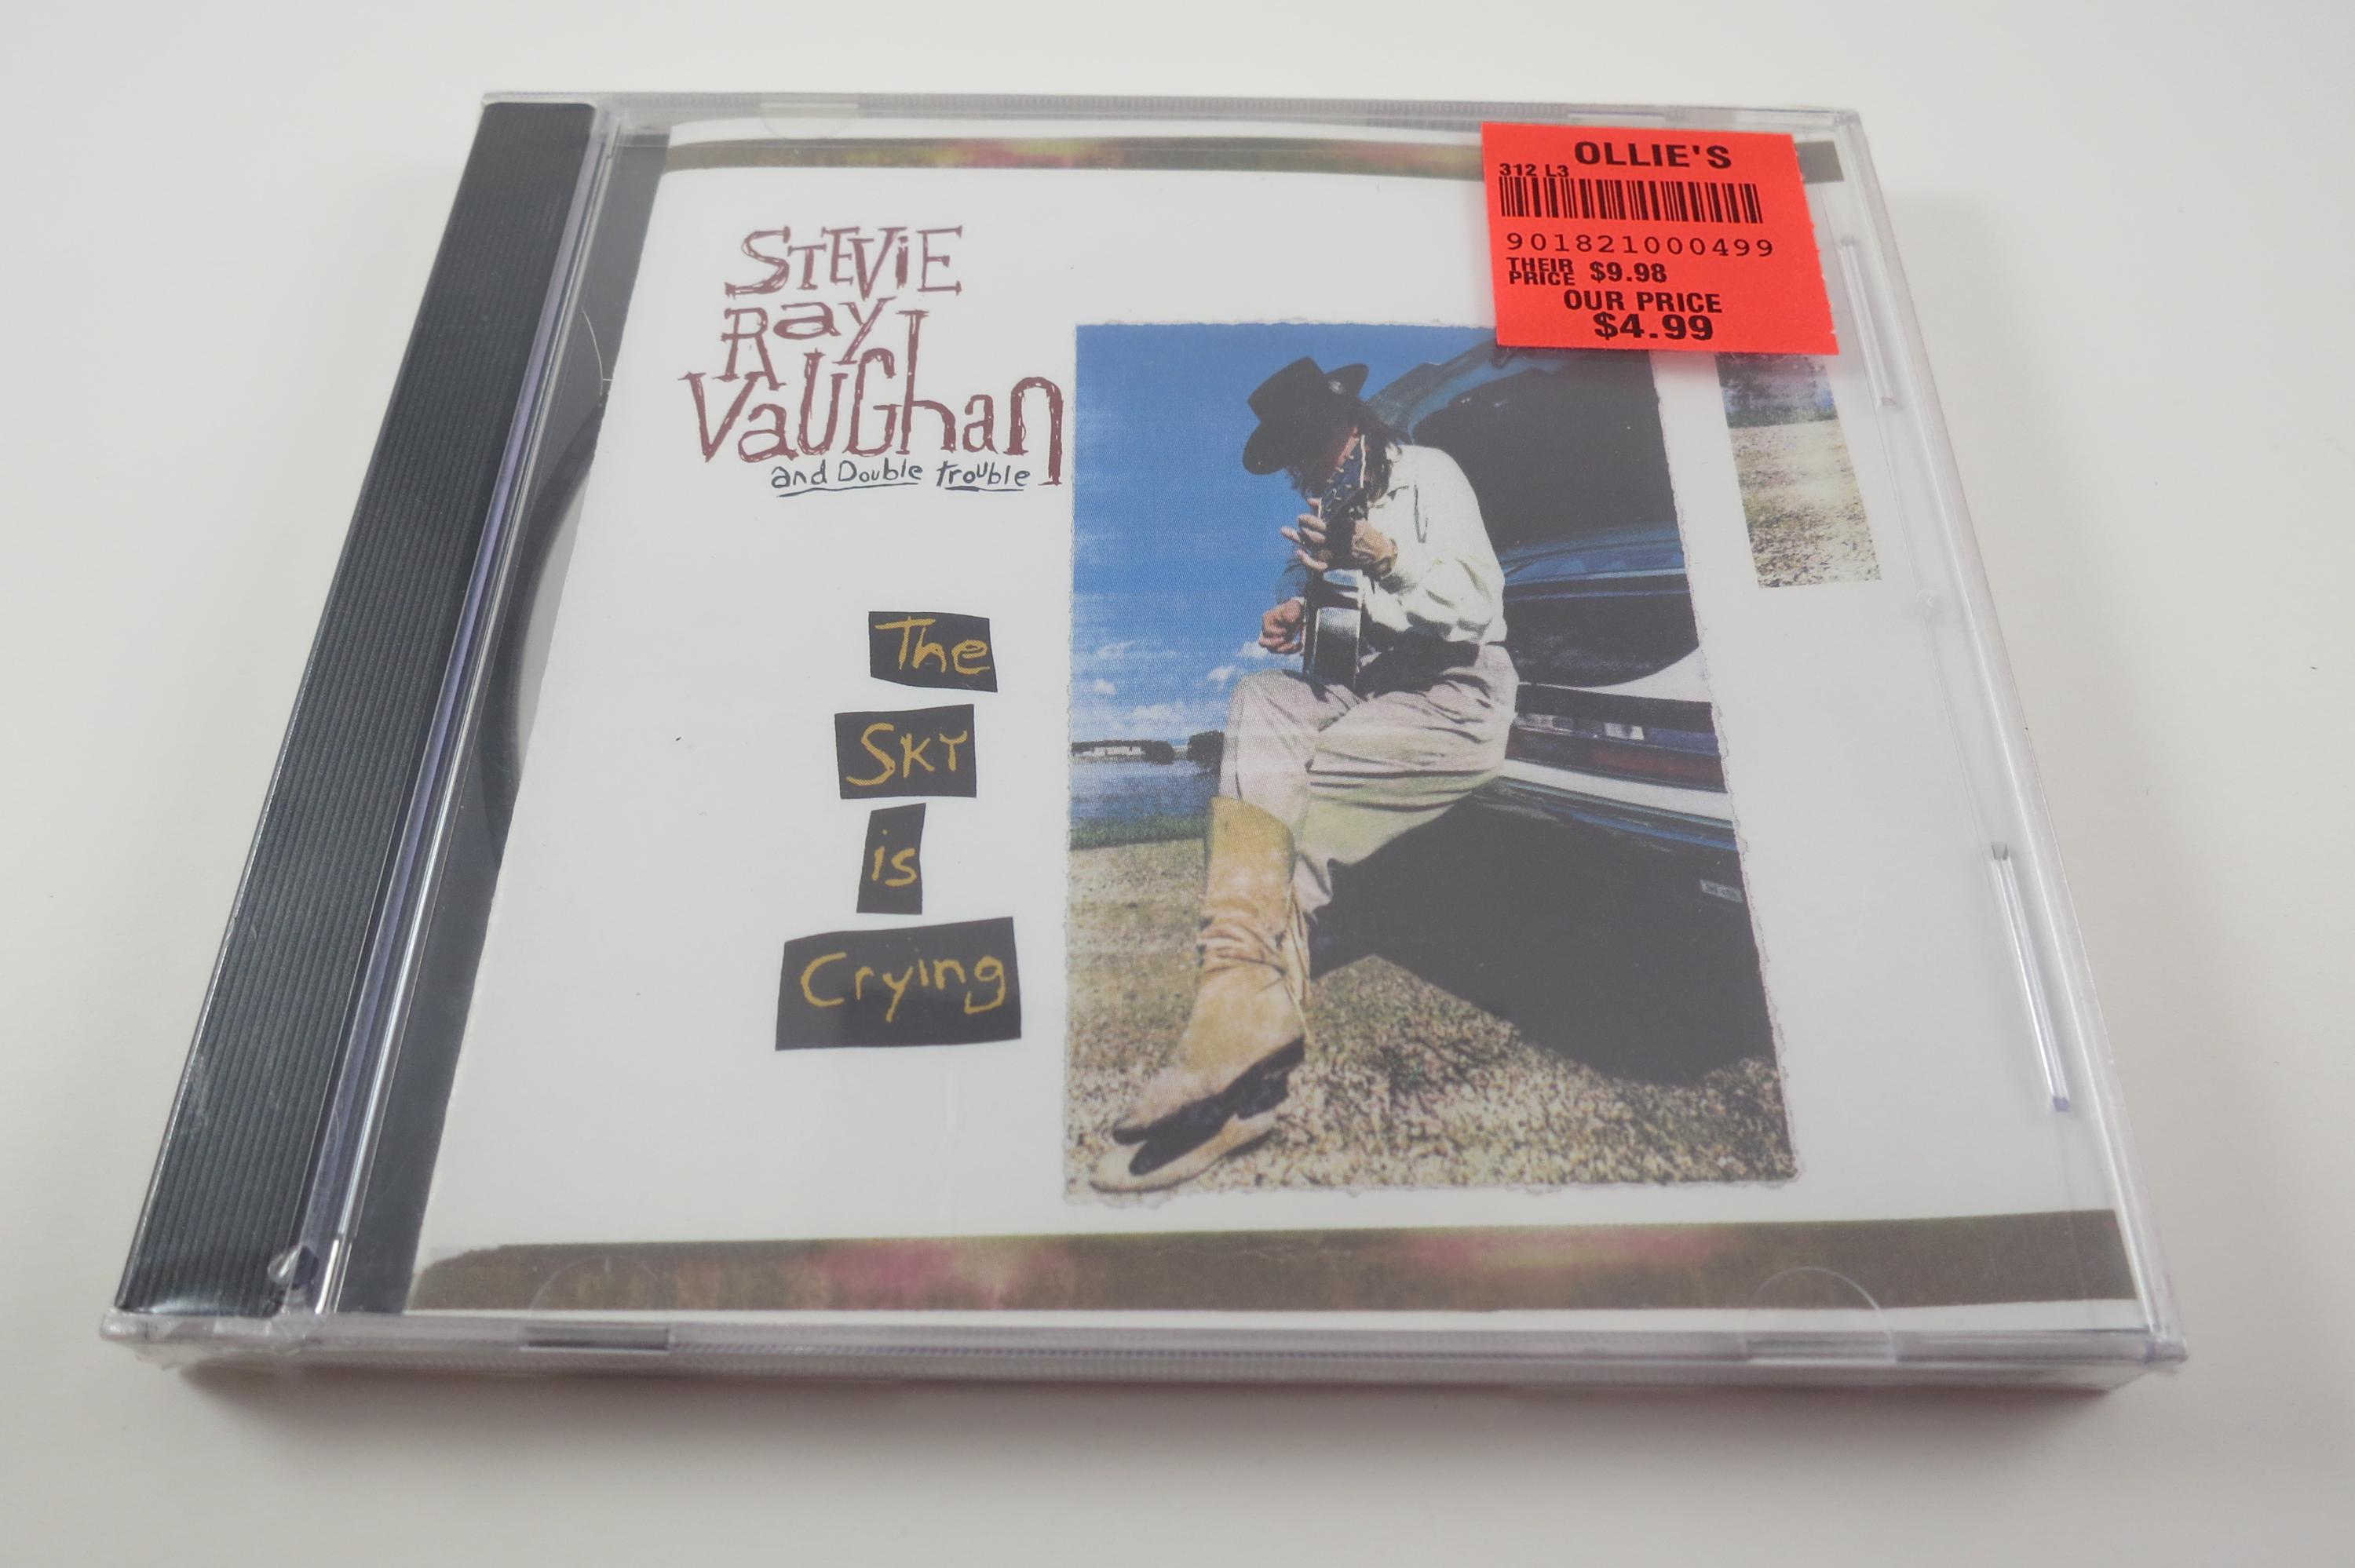 OLLIE'S
312 L3
901821000499
THEIR PRICE $9.98
OUR PRICE
$4.99
STEViE
Ray
VaUGhan
and Double trouble
The
SKY
is
Crying